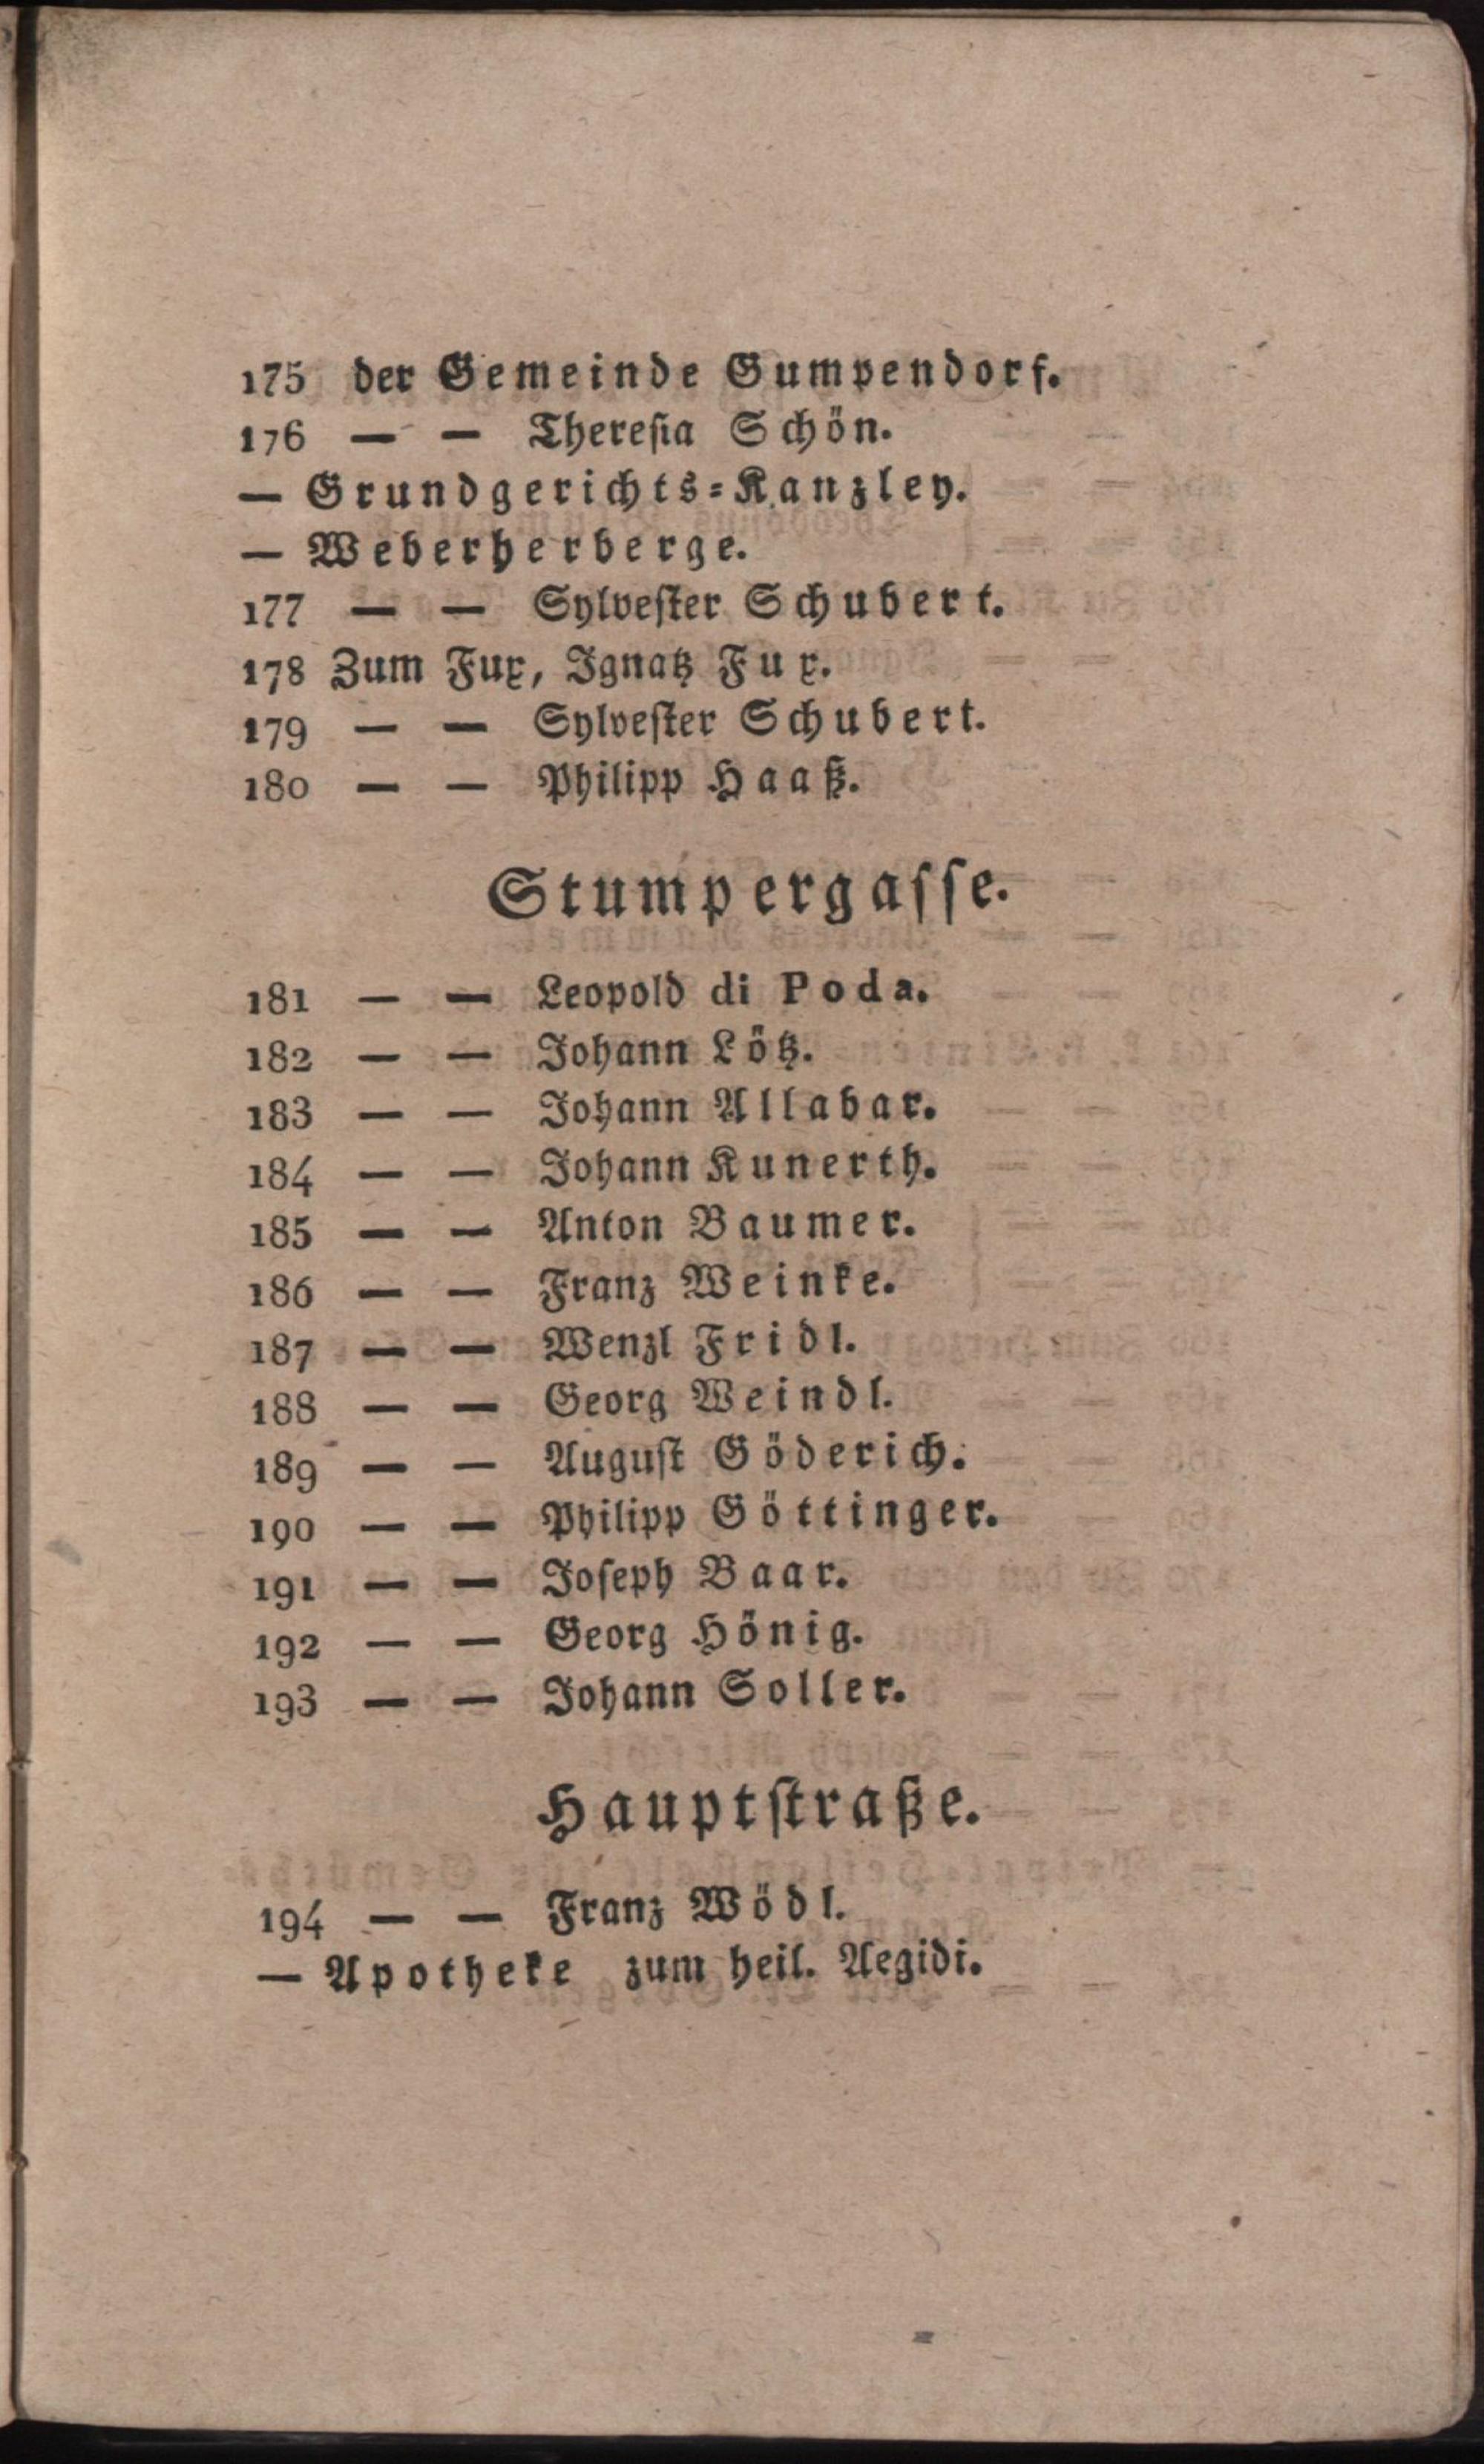 175 der Gemeinde Gumpendorf.
176 — — Theresia Schön.
— Grundgerichts-Kanzley.
— Weberherberge.
177 — — Sylvester Schubert.
178 Zum Fux, Ignatz Fux.
179 — — Sylvester Schubert.
180 — — Philipp Haaß.
Stumpergasse.
181 — — Leopold di Poda.
182 — — Johann Lötz.
183 — — Johann Allabar.
184 — — Johann Kunerth.
185 — — Anton Baumer.
186 — — Franz Weinke.
187 — — Wenzl Fridl.
188 — — Georg Weindl.
189 — — August Göderich.
190 — — Philipp Göttinger.
191 — — Joseph Baar.
192 — — Georg Hönig.
193 — — Johann Soller.
Hauptstraße.
194 — — Franz Wödl.
— Apotheke zum heil. Aegidi.